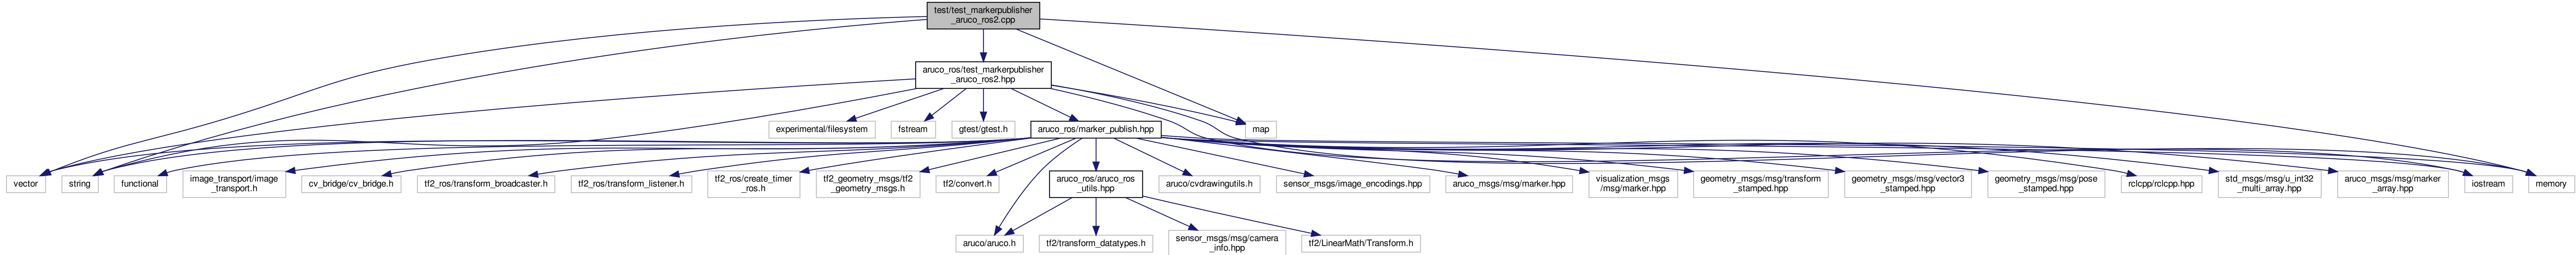 test/test_markerpublisher
_aruco_ros2.cpp
aruco_ros/test_markerpublisher
_aruco_ros2.hpp
experimental/filesystem
fstream
gtest/gtest.h
aruco_ros/marker_publish.hpp
map
vector
string
functional
image_transport/image
_transport.h
cv_bridge/cv_bridge.h
tf2_ros/transform_broadcaster.h
tf2_ros/transform_listener.h
tf2_ros/create_timer
_ros.h
tf2_geometry_msgs/tf2
_geometry_msgs.h
tf2/convert.h
aruco_ros/aruco_ros
_utils.hpp
aruco/cvdrawingutils.h
sensor_msgs/image_encodings.hpp
aruco_msgs/msg/marker.hpp
visualization_msgs
/msg/marker.hpp
geometry_msgs/msg/transform
_stamped.hpp
geometry_msgs/msg/vector3
_stamped.hpp
geometry_msgs/msg/pose
_stamped.hpp
rclcpp/rclcpp.hpp
std_msgs/msg/u_int32
_multi_array.hpp
aruco_msgs/msg/marker
_array.hpp
iostream
memory
aruco/aruco.h
tf2/transform_datatypes.h
sensor_msgs/msg/camera
_info.hpp
tf2/LinearMath/Transform.h